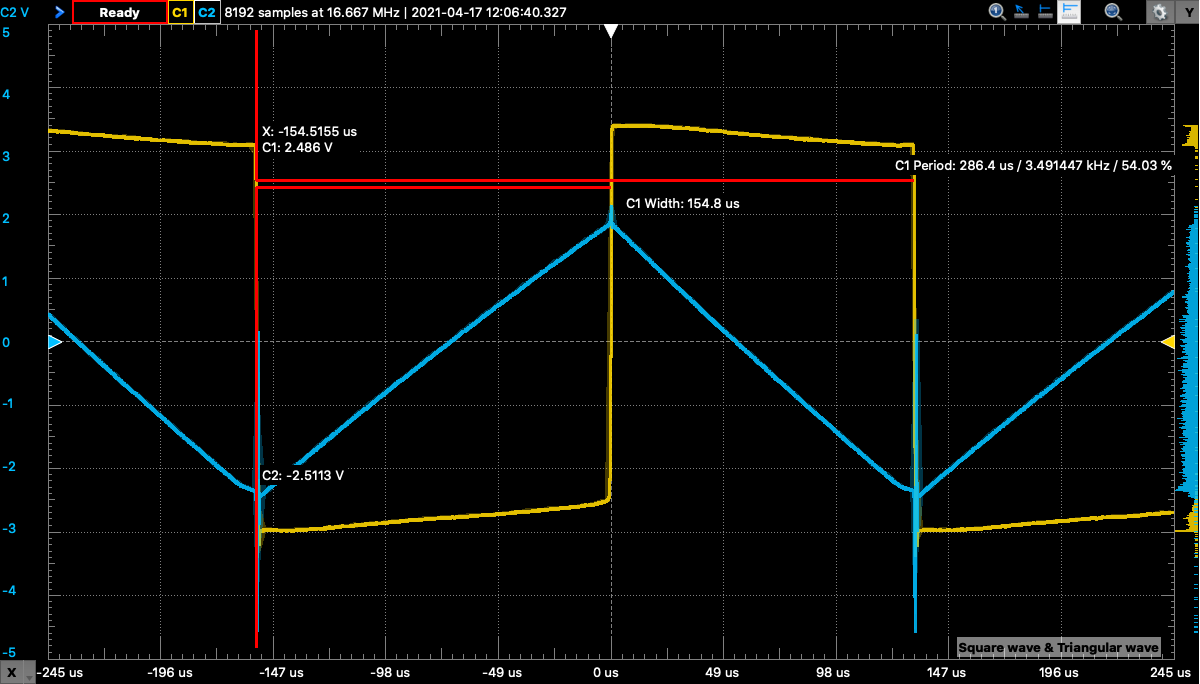 C2 V Ready C1 C2 8192 samples at 16.667 MHz | 2021-04-17 12:06:40.327 Y
5
4
X: -154.5155 us
C1: 2.486 V
3
C1 Period: 286.4 us / 3.491447 kHz / 54.03 %
C1 Width: 154.8 us
2
1
0
-1
-2
C2: -2.5113 V
-3
-4
Square wave & Triangular wave
-5
X -245 us -196 us -147 us -98 us -49 us 0 us 49 us 98 us 147 us 196 us 245 us